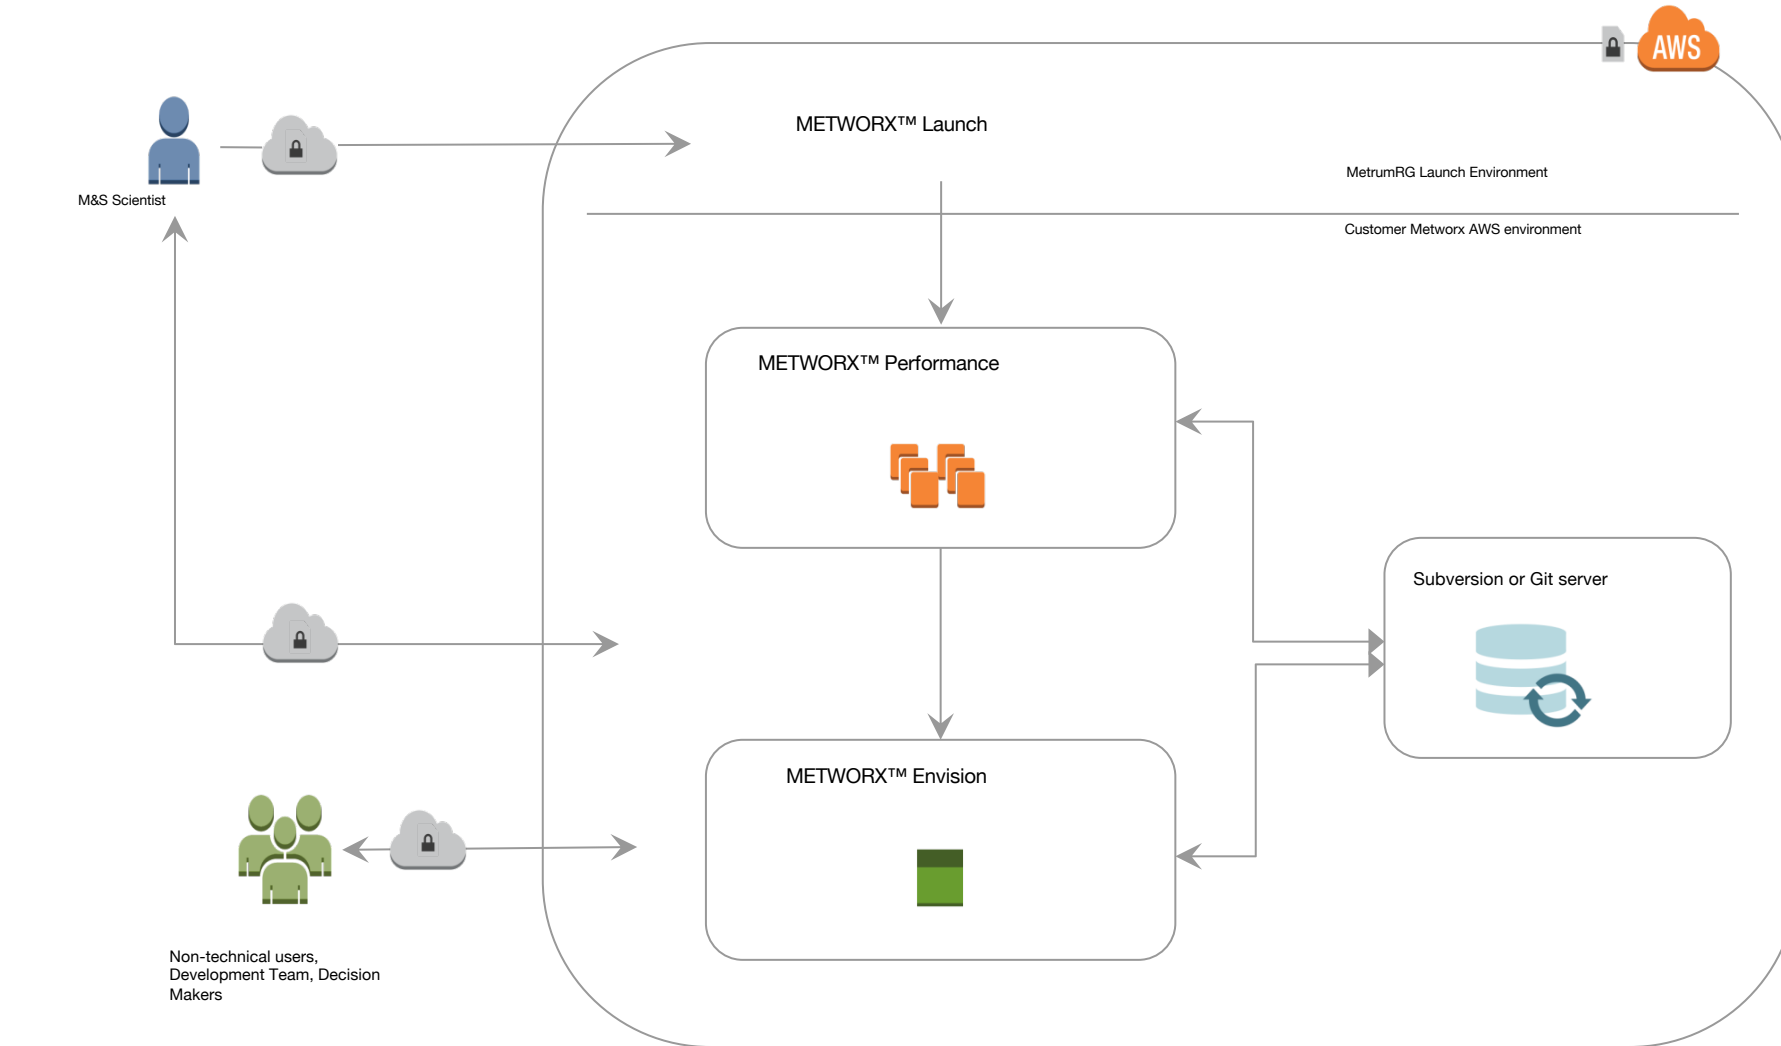 AWS
METWORX™ Launch
MetrumRG Launch Environment
M&S Scientist
Customer Metworx AWS environment
METWORX™ Performance
Subversion or Git server
METWORX™ Envision
Non-technical users,
Development Team, Decision
Makers